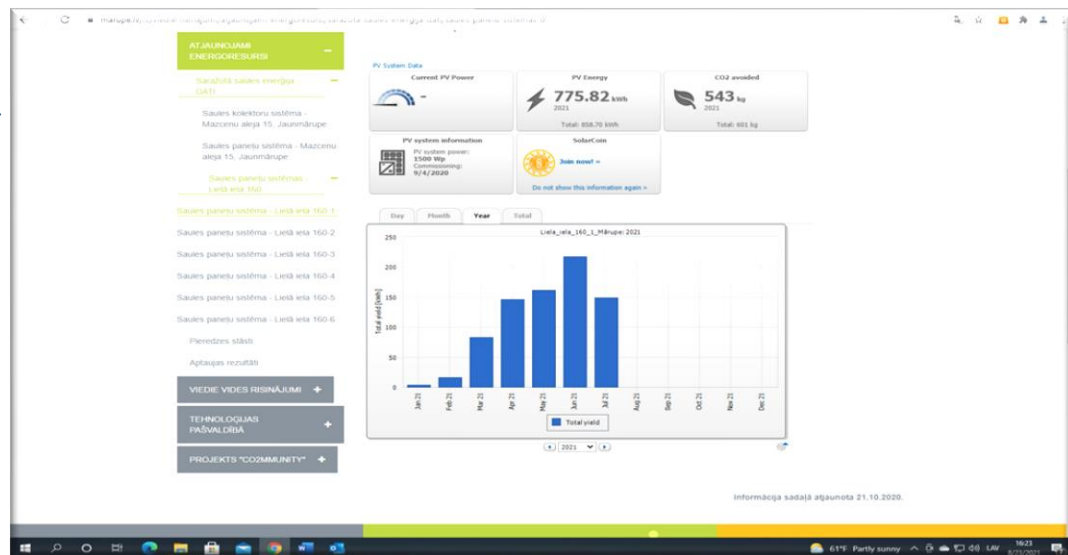 ATJAUNOJAMI
ENERGORESURSI
Saražotā saules enerģija
DATI
Saules kolektoru sistēma -
Mazcenu aleja 15, Jaunmārupe
Saules paneļu sistēma - Mazcenu
aleja 15, Jaunmārupe
Saules paneļu sistēmas -
Lielā iela 160
Saules paneļu sistēma - Lielā iela 160-1
Saules paneļu sistēma - Lielā iela 160-2
Saules paneļu sistēma - Lielā iela 160-3
Saules paneļu sistēma - Lielā iela 160-4
Saules paneļu sistēma - Lielā iela 160-5
Saules paneļu sistēma - Lielā iela 160-6
Pieredzes stāsti
Aptaujas rezultāti
VIEDIE VIDES RISINĀJUMI +
TEHNOLOĢIJAS
PAŠVALDĪBĀ +
PROJEKTS "CO2MMUNITY" +
PV System Data
Current PV Power
-
PV Energy
775.82 kWh
2021
Total: 858.70 kWh
CO2 avoided
543 kg
2021
Total: 601 kg
PV system information
PV system power:
1500 Wp
Commissioning:
9/4/2020
SolarCoin
Join now! »
Do not show this information again »
Day Month Year Total
Liela_iela_160_1_Mārupe: 2021
Total yield [kWh]
250
200
150
100
50
0
Jan 21 Feb 21 Mar 21 Apr 21 May 21 Jun 21 Jul 21 Aug 21 Sep 21 Oct 21 Nov 21 Dec 21
Total yield
2021
Informācija sadaļā atjaunota 21.10.2020.
61°F Partly sunny LAV 16:23
8/23/2021